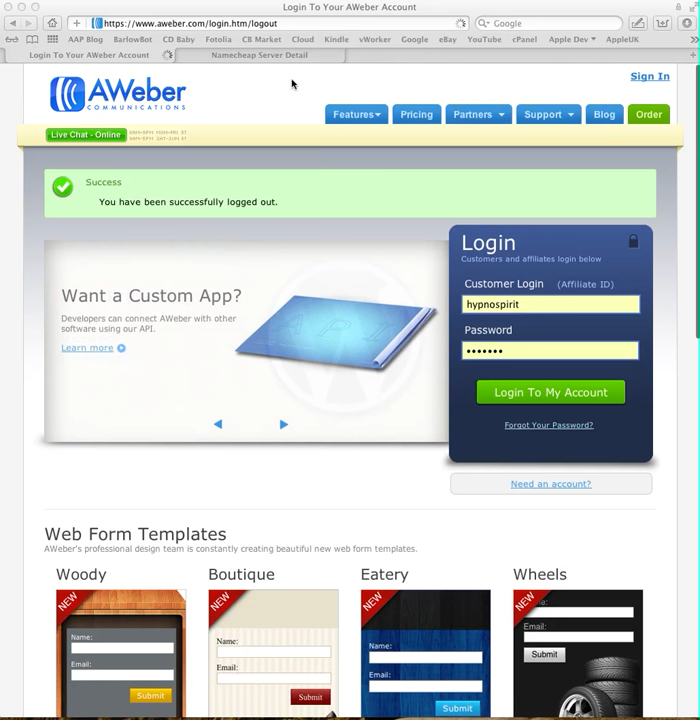 Login To Your AWeber Account
https://www.aweber.com/login.htm/logout
Google
AAP Blog BarlowBot CD Baby Fotolia CB Market Cloud Kindle vWorker Google eBay YouTube cPanel Apple Dev AppleUK
Login To Your AWeber Account Namecheap Server Detail
Sign In
AWeber
COMMUNICATIONS
Features Pricing Partners Support Blog Order
Live Chat - Online
Success
You have been successfully logged out.
Login
Customers and affiliates login below
Want a Custom App?
Developers can connect AWeber with other
software using our API.
Learn more
API
Customer Login (Affiliate ID)
hypnospirit
Password
•••••••
Login To My Account
Forgot Your Password?
Need an account?
Web Form Templates
AWeber's professional design team is constantly creating beautiful new web form templates.
Woody Boutique Eatery Wheels
NEW NEW NEW NEW
Name:
Email:
Submit
Name:
Email:
Submit
Name:
Email:
Submit
Email:
Submit